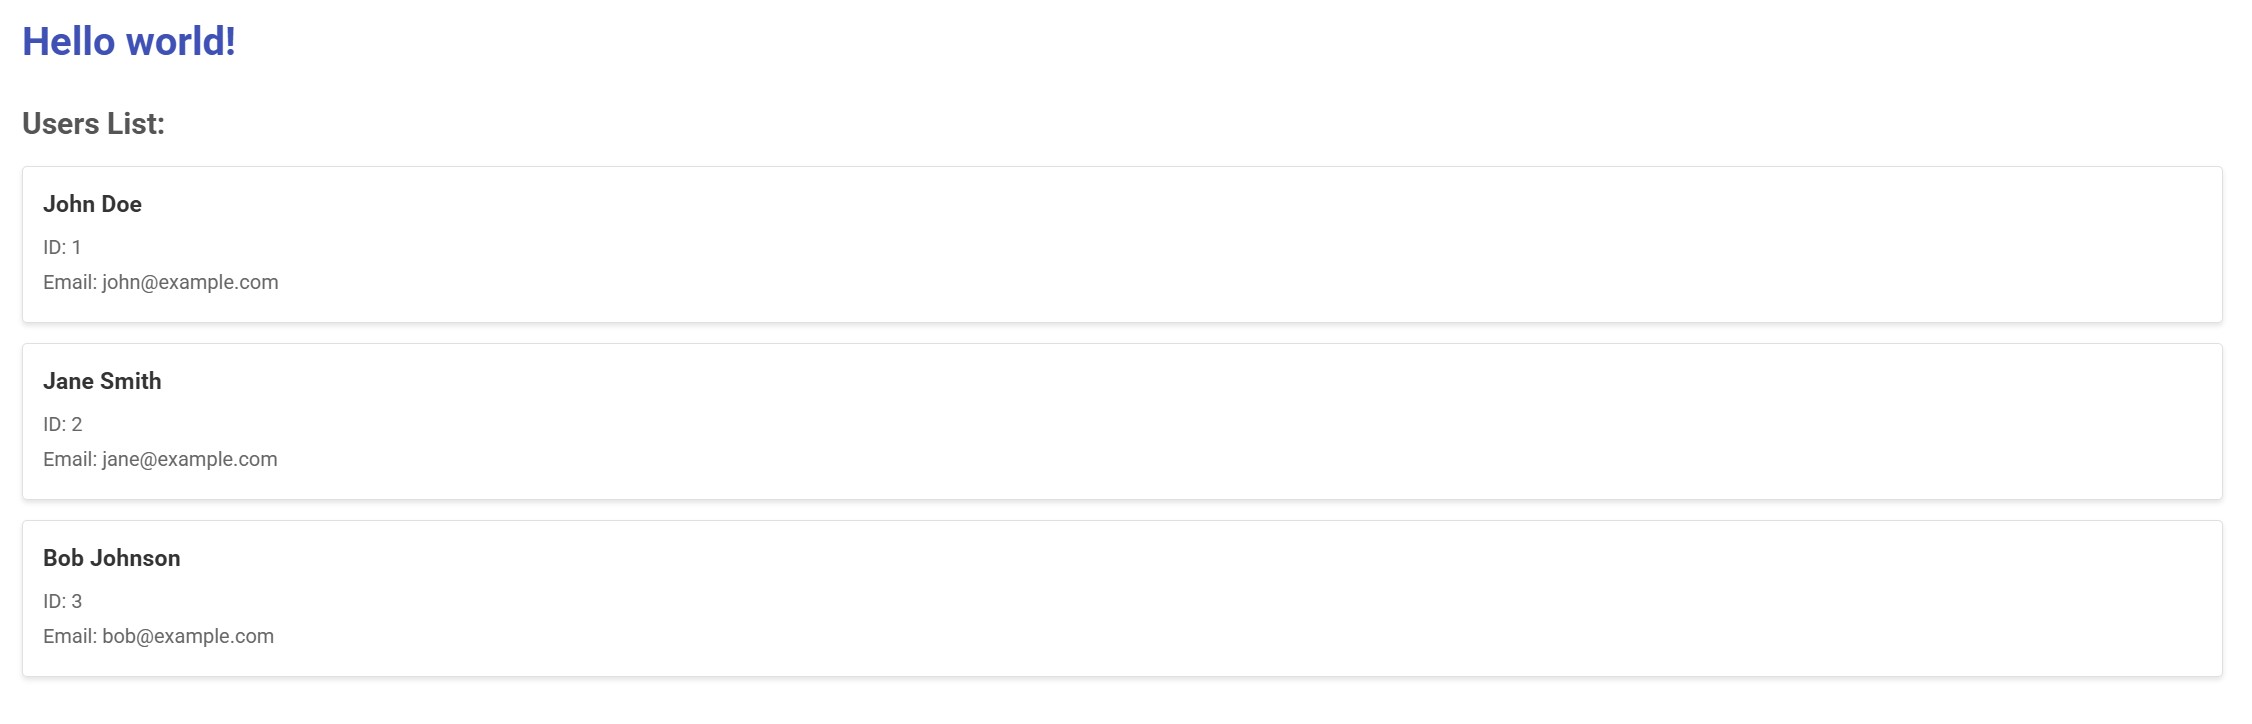 Hello world!
Users List:
John Doe
ID: 1
Email: john@example.com
Jane Smith
ID: 2
Email: jane@example.com
Bob Johnson
ID: 3
Email: bob@example.com